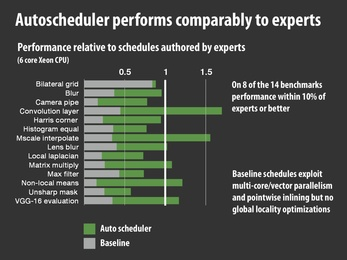 Autoscheduler performs comparably to experts
Performance relative to schedules authored by experts
(6 core Xeon CPU)
0.5
1
1.5
Bilateral grid
Blur
Camera pipe
Convolution layer
Harris corner
Histogram equal
Mscale interpolate
Lens blur
Local laplacian
Matrix multiply
Max filter
Non-local means
Unsharp mask
VGG-16 evaluation
On 8 of the 14 benchmarks
performance within 10% of
experts or better
Baseline schedules exploit
multi-core/vector parallelism
and pointwise inlining but no
global locality optimizations
Auto scheduler
Baseline